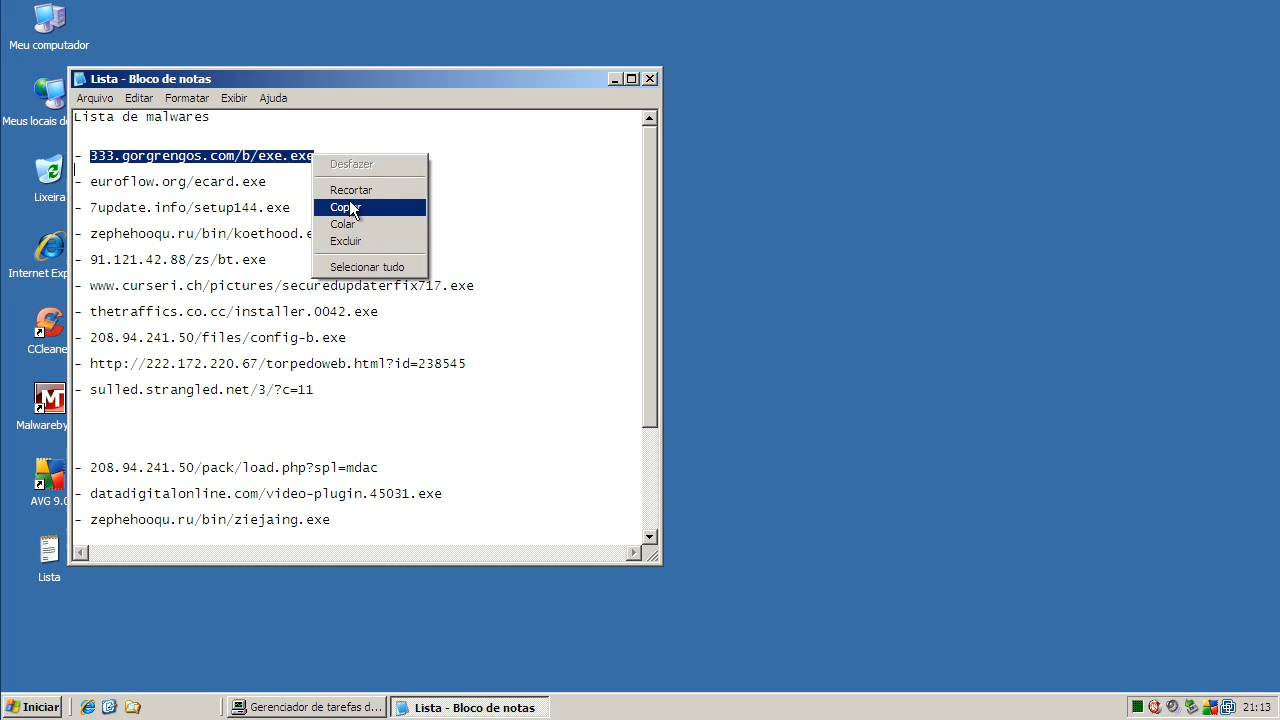 Meu computador
Lista - Bloco de notas
Arquivo Editar Formatar Exibir Ajuda
Lista de malwares
- 333.gorgrengos.com/b/exe.exe
- euroflow.org/ecard.exe
- 7update.info/setup144.exe
- zephehooqu.ru/bin/koethood.e
- 91.121.42.88/zs/bt.exe
- www.curseri.ch/pictures/securedupdaterfix717.exe
- thetraffics.co.cc/installer.0042.exe
- 208.94.241.50/files/config-b.exe
- http://222.172.220.67/torpedoweb.html?id=238545
- sulled.strangled.net/3/?c=11
- 208.94.241.50/pack/load.php?spl=mdac
- datadigitalonline.com/video-plugin.45031.exe
- zephehooqu.ru/bin/ziejaing.exe
Desfazer
Recortar
Copiar
Colar
Excluir
Selecionar tudo
Meus locais de
Lixeira
Internet Exp
CCleane
Malwareby
AVG 9.0
Lista
Iniciar
Gerenciador de tarefas d...
Lista - Bloco de notas
21:13